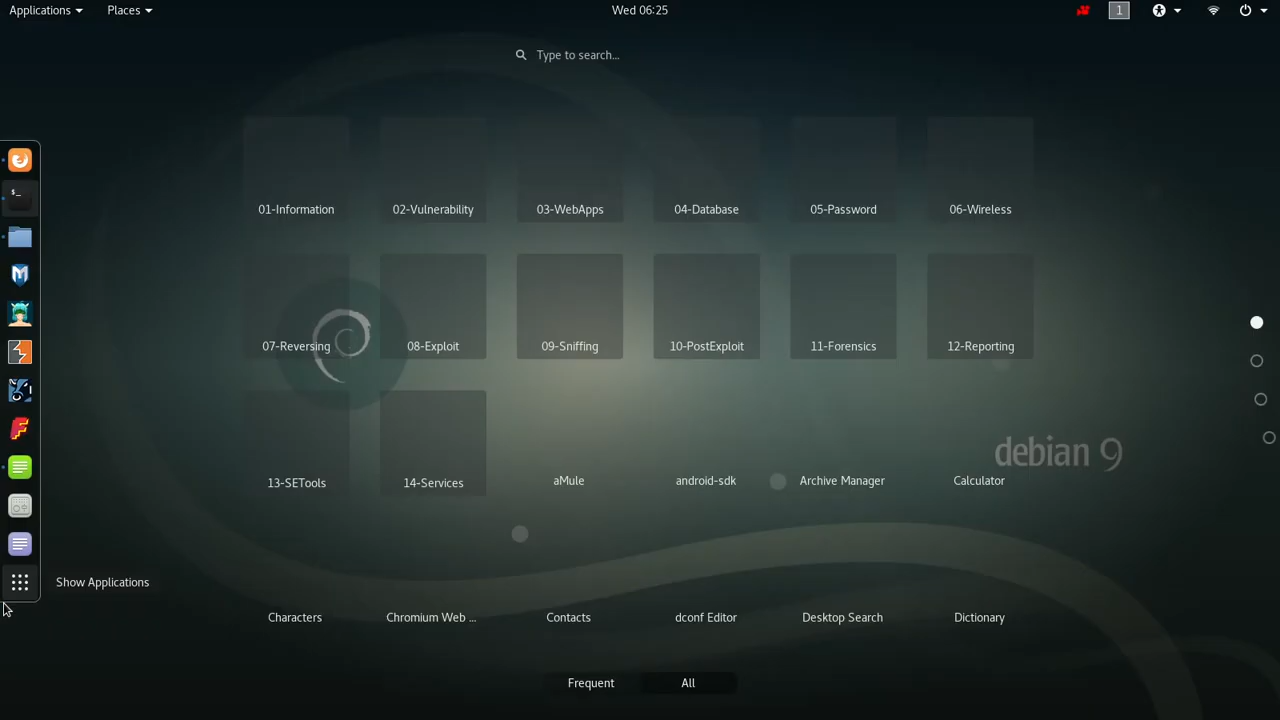 Applications Places Wed 06:25 1
Type to search...
01-Information 02-Vulnerability 03-WebApps 04-Database 05-Password 06-Wireless
07-Reversing 08-Exploit 09-Sniffing 10-PostExploit 11-Forensics 12-Reporting
debian 9
13-SETools 14-Services aMule android-sdk Archive Manager Calculator
Show Applications
Characters Chromium Web ... Contacts dconf Editor Desktop Search Dictionary
Frequent All